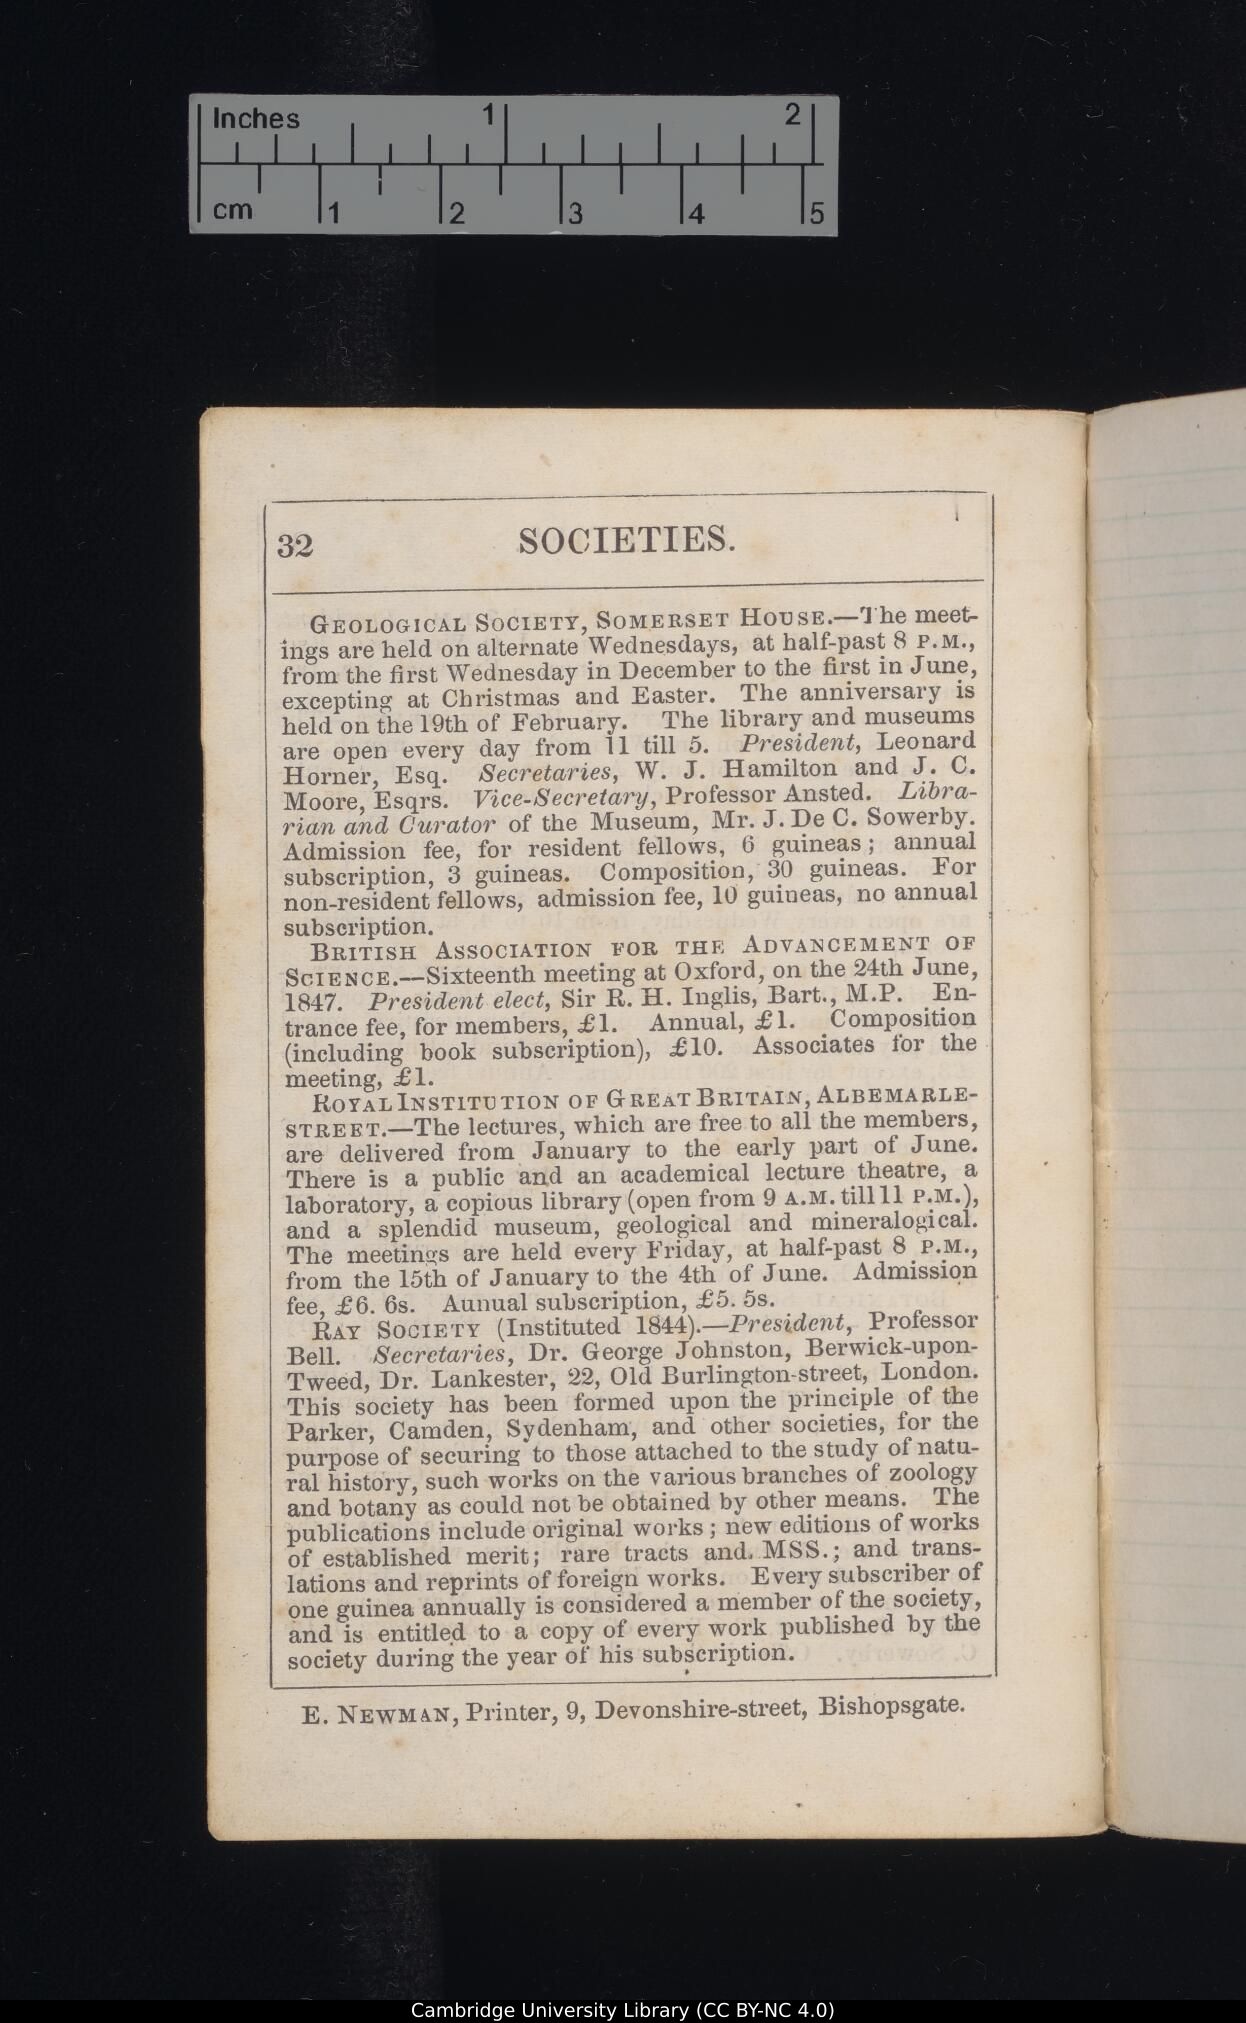 Inches 1 2
cm 1 2 3 4 5
32 SOCIETIES.
GEOLOGICAL SOCIETY, SOMERSET HOUSE.—The meet-
ings are held on alternate Wednesdays, at half-past 8 P.M.,
from the first Wednesday in December to the first in June,
excepting at Christmas and Easter. The anniversary is
held on the 19th of February. The library and museums
are open every day from 11 till 5. President, Leonard
Horner, Esq. Secretaries, W. J. Hamilton and J. C.
Moore, Esqrs. Vice-Secretary, Professor Ansted. Libra-
rian and Curator of the Museum, Mr. J. De C. Sowerby.
Admission fee, for resident fellows, 6 guineas; annual
subscription, 3 guineas. Composition, 30 guineas. For
non-resident fellows, admission fee, 10 guineas, no annual
subscription.
BRITISH ASSOCIATION FOR THE ADVANCEMENT OF
SCIENCE.—Sixteenth meeting at Oxford, on the 24th June,
1847. President elect, Sir R. H. Inglis, Bart., M.P. En-
trance fee, for members, £1. Annual, £1. Composition
(including book subscription), £10. Associates for the
meeting, £1.
ROYAL INSTITUTION OF GREAT BRITAIN, ALBEMARLE-
STREET.—The lectures, which are free to all the members,
are delivered from January to the early part of June.
There is a public and an academical lecture theatre, a
laboratory, a copious library (open from 9 A.M. till 11 P.M.),
and a splendid museum, geological and mineralogical.
The meetings are held every Friday, at half-past 8 P.M.,
from the 15th of January to the 4th of June. Admission
fee, £6. 6s. Aunual subscription, £5. 5s.
RAY SOCIETY (Instituted 1844).—President, Professor
Bell. Secretaries, Dr. George Johnston, Berwick-upon-
Tweed, Dr. Lankester, 22, Old Burlington-street, London.
This society has been formed upon the principle of the
Parker, Camden, Sydenham, and other societies, for the
purpose of securing to those attached to the study of natu-
ral history, such works on the various branches of zoology
and botany as could not be obtained by other means. The
publications include original works; new editions of works
of established merit; rare tracts and. MSS.; and trans-
lations and reprints of foreign works. Every subscriber of
one guinea annually is considered a member of the society,
and is entitled to a copy of every work published by the
society during the year of his subscription.
E. NEWMAN, Printer, 9, Devonshire-street, Bishopsgate.
Cambridge University Library (CC BY-NC 4.0)